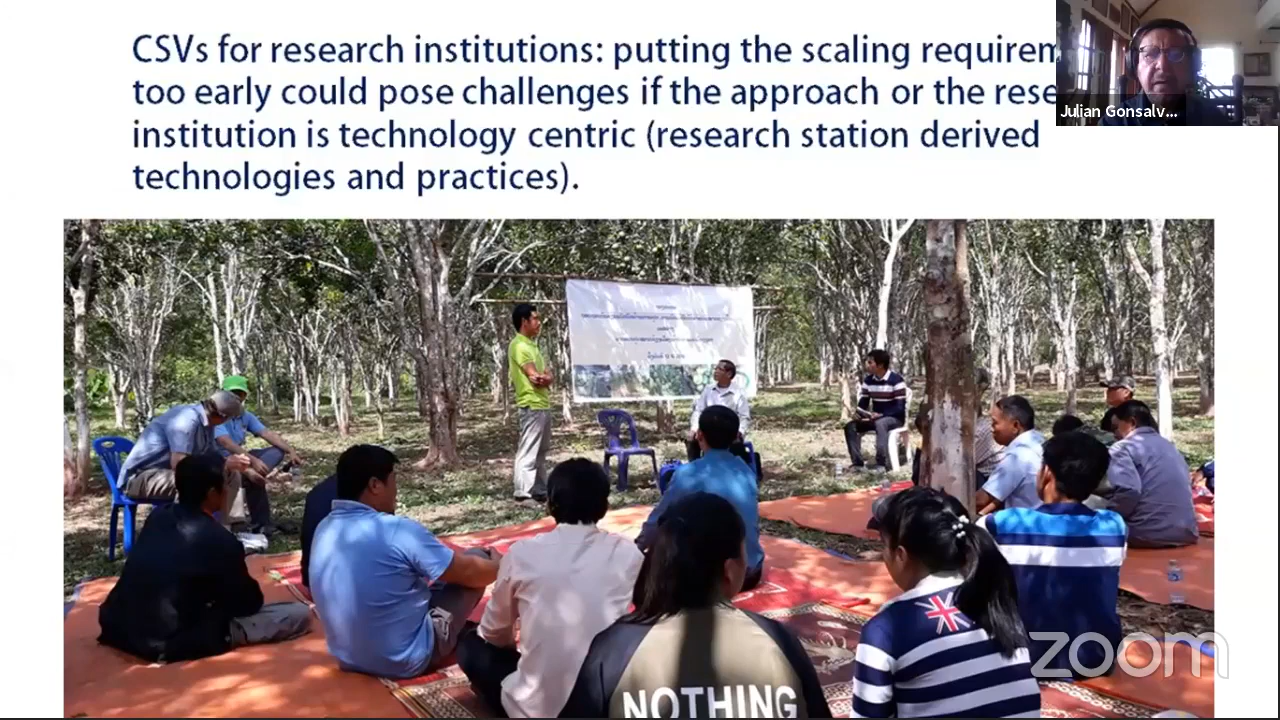 CSVs for research institutions: putting the scaling requirem
too early could pose challenges if the approach or the rese
institution is technology centric (research station derived
technologies and practices).
Julian Gonsalv...
NOTHING
zoom